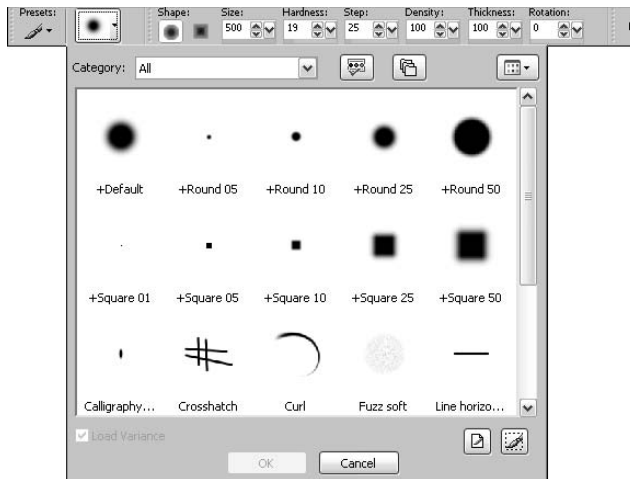 Presets: Shape: Size: Hardness: Step: Density: Thickness: Rotation:
500 19 25 100 100 0
Category: All
+Default +Round 05 +Round 10 +Round 25 +Round 50
+Square 01 +Square 05 +Square 10 +Square 25 +Square 50
Calligraphy... Crosshatch Curl Fuzz soft Line horizo...
Load Variance
OK Cancel